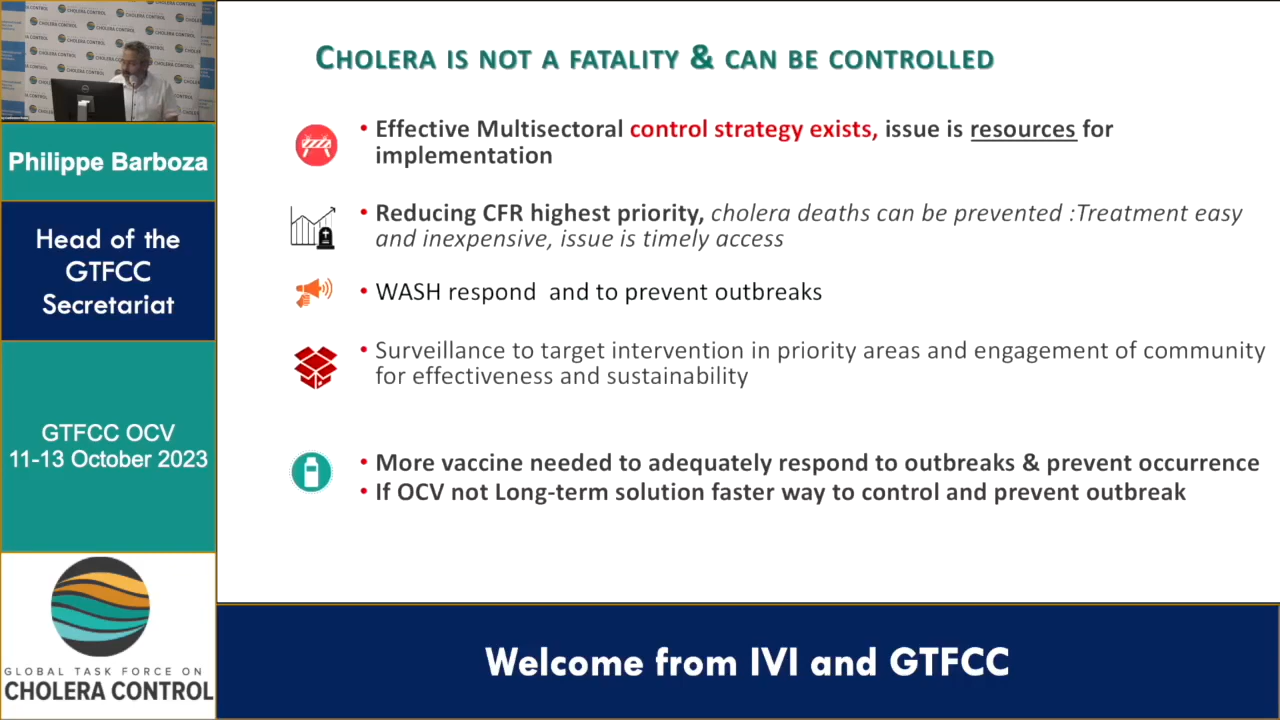 CHOLERA IS NOT A FATALITY & CAN BE CONTROLLED
• Effective Multisectoral control strategy exists, issue is resources for
implementation
• Reducing CFR highest priority, cholera deaths can be prevented :Treatment easy
and inexpensive, issue is timely access
• WASH respond and to prevent outbreaks
• Surveillance to target intervention in priority areas and engagement of community
for effectiveness and sustainability
• More vaccine needed to adequately respond to outbreaks & prevent occurrence
• If OCV not Long-term solution faster way to control and prevent outbreak
Philippe Barboza
Head of the
GTFCC
Secretariat
GTFCC OCV
11-13 October 2023
GLOBAL TASK FORCE ON
CHOLERA CONTROL
Welcome from IVI and GTFCC